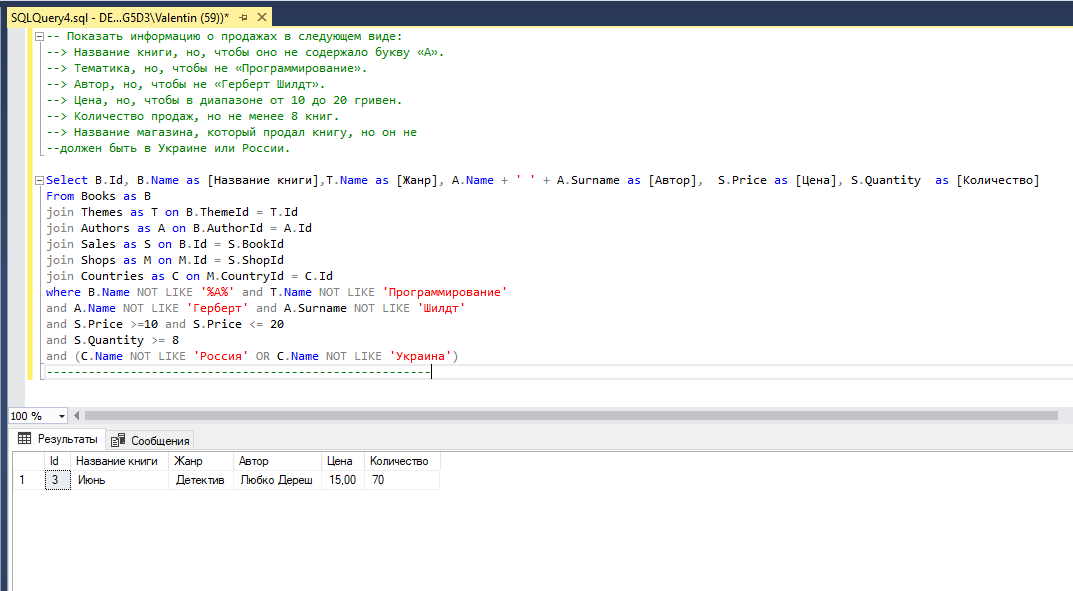 SQLQuery4.sql - DE...G5D3\Valentin (59))*
-- Показать информацию о продажах в следующем виде:
--> Название книги, но, чтобы оно не содержало букву «А».
--> Тематика, но, чтобы не «Программирование».
--> Автор, но, чтобы не «Герберт Шилдт».
--> Цена, но, чтобы в диапазоне от 10 до 20 гривен.
--> Количество продаж, но не менее 8 книг.
--> Название магазина, который продал книгу, но он не
--должен быть в Украине или России.
Select B.Id, B.Name as [Название книги],T.Name as [Жанр], A.Name + ' ' + A.Surname as [Автор],  S.Price as [Цена], S.Quantity  as [Количество]
From Books as B
join Themes as T on B.ThemeId = T.Id
join Authors as A on B.AuthorId = A.Id
join Sales as S on B.Id = S.BookId
join Shops as M on M.Id = S.ShopId
join Countries as C on M.CountryId = C.Id
where B.Name NOT LIKE '%А%' and T.Name NOT LIKE 'Программирование'
and A.Name NOT LIKE 'Герберт' and A.Surname NOT LIKE 'Шилдт'
and S.Price >=10 and S.Price <= 20
and S.Quantity >= 8
and (C.Name NOT LIKE 'Россия' OR C.Name NOT LIKE 'Украина')
-------------------------------------------------------
100 %
Результаты Сообщения
Id Название книги Жанр Автор Цена Количество
1 3 Июнь Детектив Любко Дереш 15,00 70